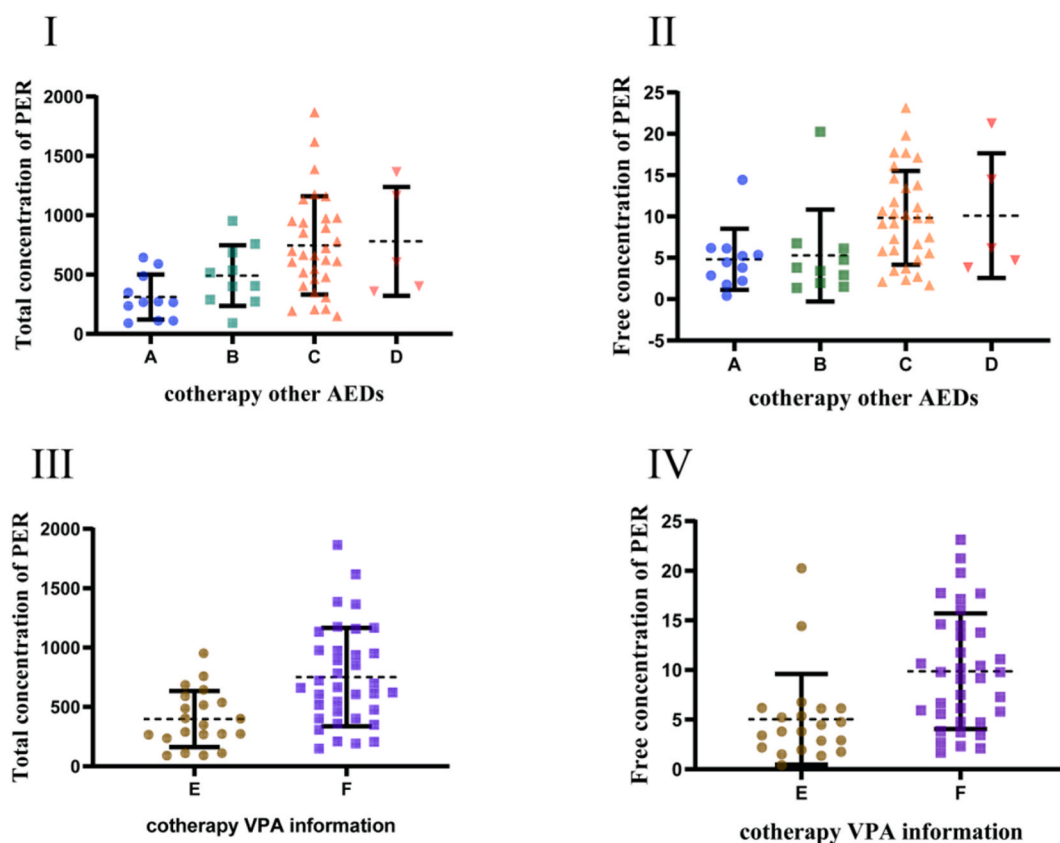 I
Total concentration of PER
2000
1500
1000
500
0
A B C D
cotherapy other AEDs
II
Free concentration of PER
25
20
15
10
5
0
-5
A B C D
cotherapy other AEDs
III
Total concentration of PER
2000
1500
1000
500
0
E F
cotherapy VPA information
IV
Free concentration of PER
25
20
15
10
5
0
E F
cotherapy VPA information